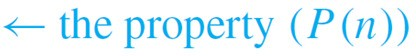 ← the property (P(n))